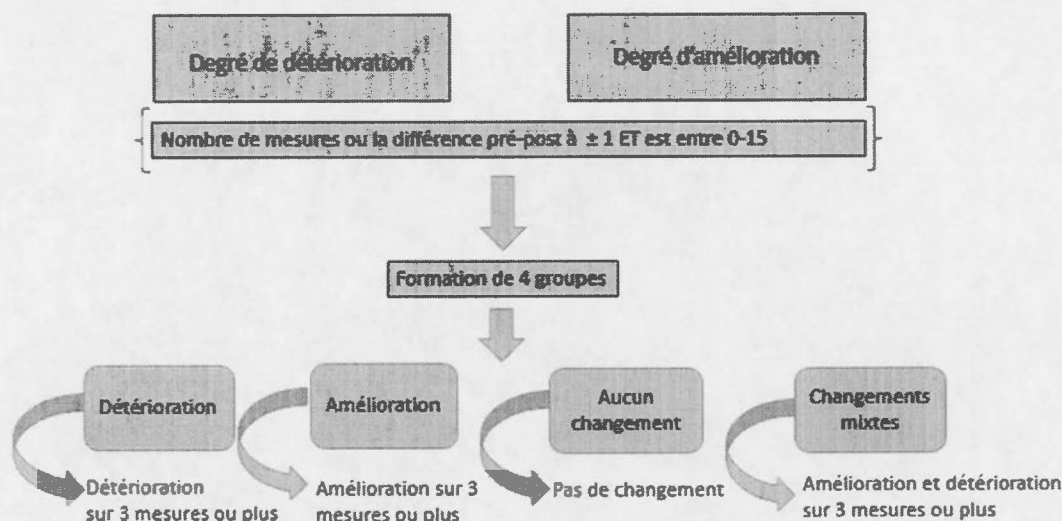 Degré de détérioration
Degré d'amélioration
Nombre de mesures ou la différence pré-post à ± 1 ET est entre 0-15
Formation de 4 groupes
Détérioration
Amélioration
Aucun
changement
Changements
mixtes
Détérioration
sur 3 mesures ou plus
Amélioration sur 3
mesures ou plus
Pas de changement
Amélioration et détérioration
sur 3 mesures ou plus